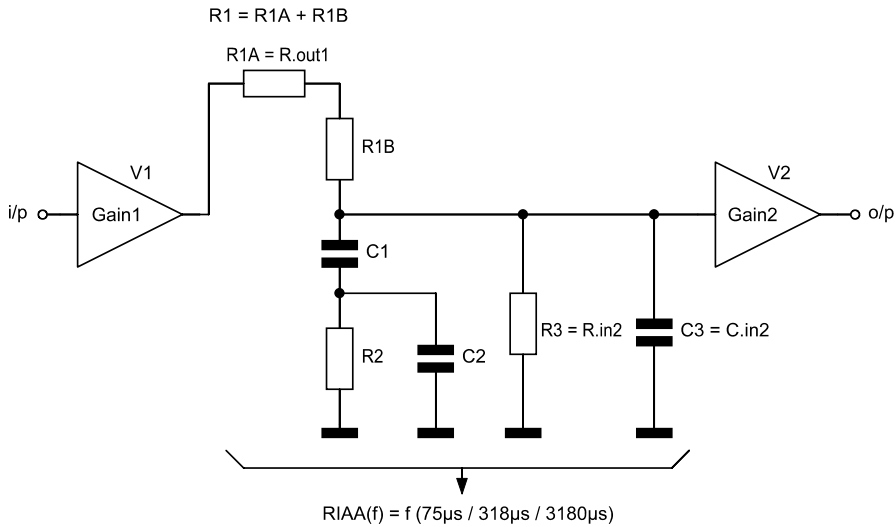 R1 = R1A + R1B
R1A = R.out1
R1B
V1
V2
i/p
Gain1
Gain2
o/p
C1
R2
C2
R3 = R.in2
C3 = C.in2
RIAA(f) = f (75µs / 318µs / 3180µs)